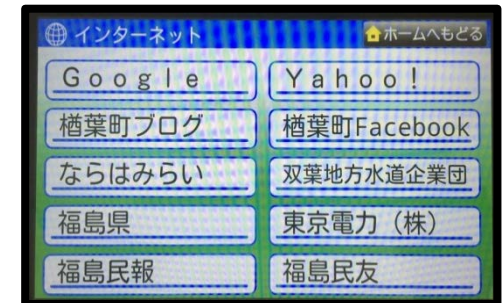 インターネット
ホームへもどる
Google
Yahoo!
楢葉町ブログ
楢葉町Facebook
ならはみらい
双葉地方水道企業団
福島県
東京電力（株）
福島民報
福島民友